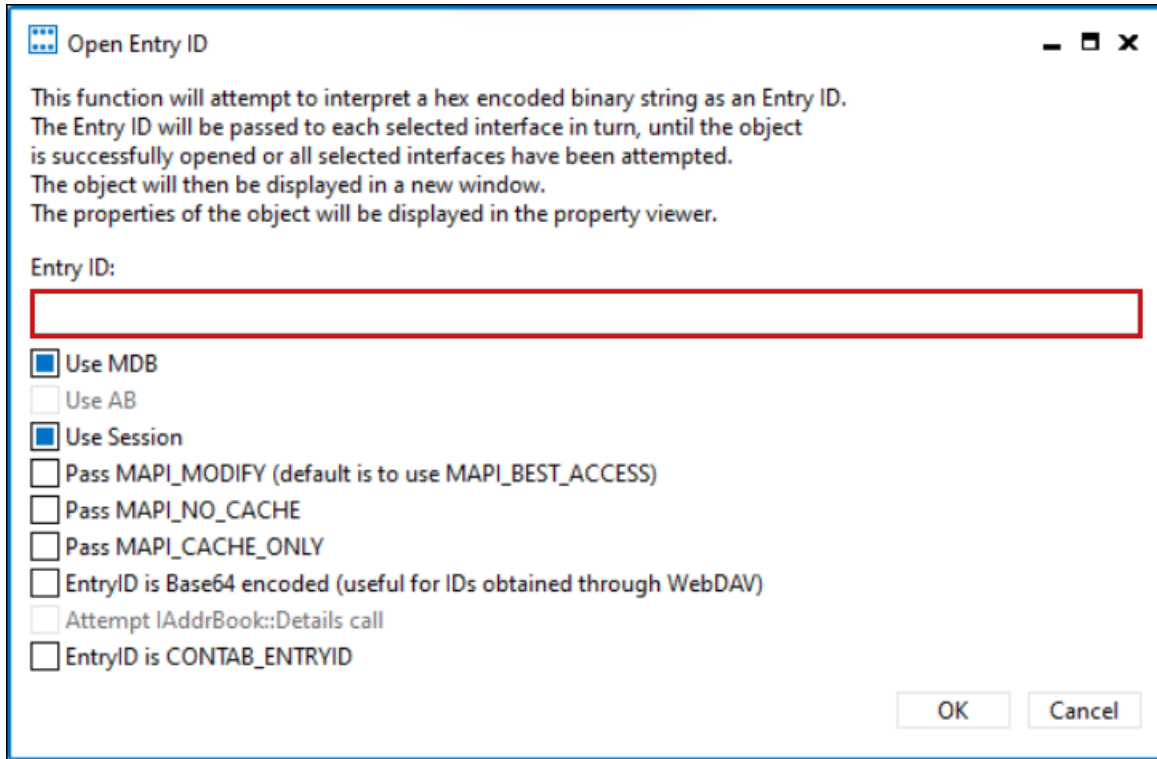 Open Entry ID
This function will attempt to interpret a hex encoded binary string as an Entry ID.
The Entry ID will be passed to each selected interface in turn, until the object
is successfully opened or all selected interfaces have been attempted.
The object will then be displayed in a new window.
The properties of the object will be displayed in the property viewer.
Entry ID:
Use MDB
Use AB
Use Session
Pass MAPI_MODIFY (default is to use MAPI_BEST_ACCESS)
Pass MAPI_NO_CACHE
Pass MAPI_CACHE_ONLY
EntryID is Base64 encoded (useful for IDs obtained through WebDAV)
Attempt IAddrBook::Details call
EntryID is CONTAB_ENTRYID
OK Cancel